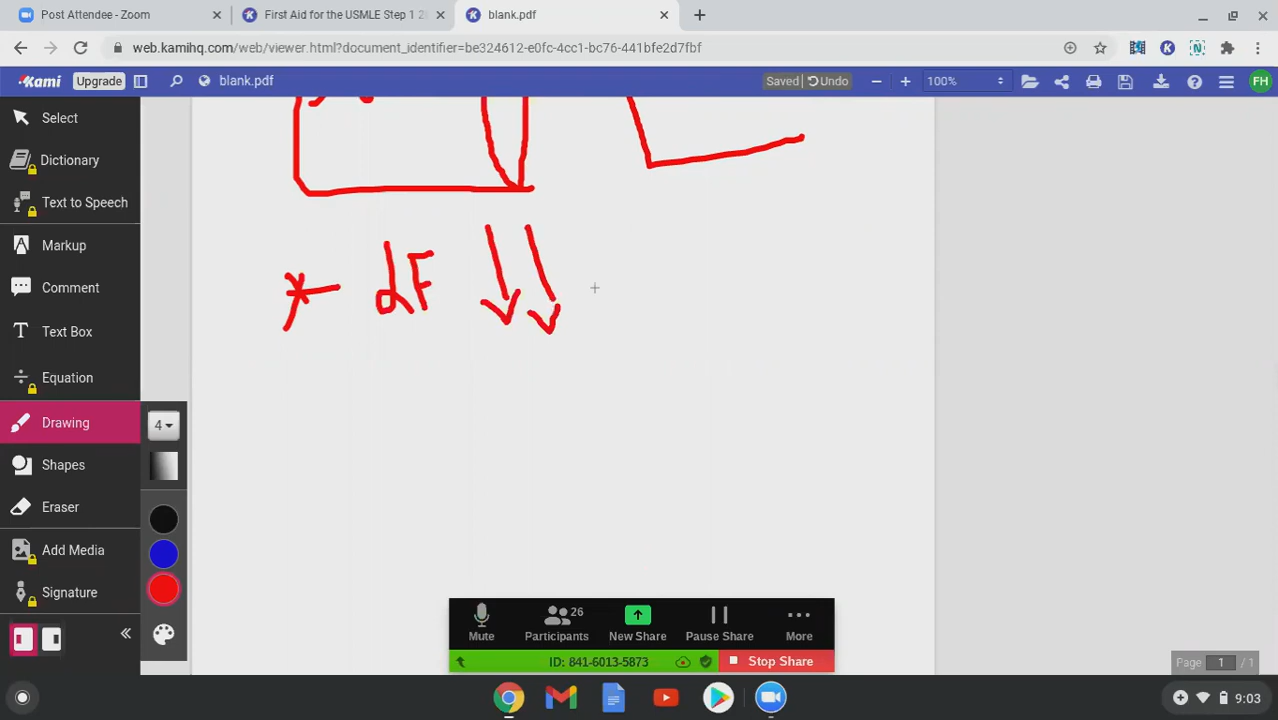 Post Attendee - Zoom
First Aid for the USMLE Step 1 2
blank.pdf
web.kamihq.com/web/viewer.html?document_identifier=be324612-e0fc-4cc1-bc76-441bfe2d7fbf
Kami
Upgrade
blank.pdf
Saved
Undo
100%
FH
Select
Dictionary
Text to Speech
Markup
Comment
Text Box
Equation
Drawing
4
Shapes
Eraser
Add Media
Signature
* - dF ↓↓
26
Mute
Participants
New Share
Pause Share
More
ID: 841-6013-5873
Stop Share
Page 1 / 1
9:03